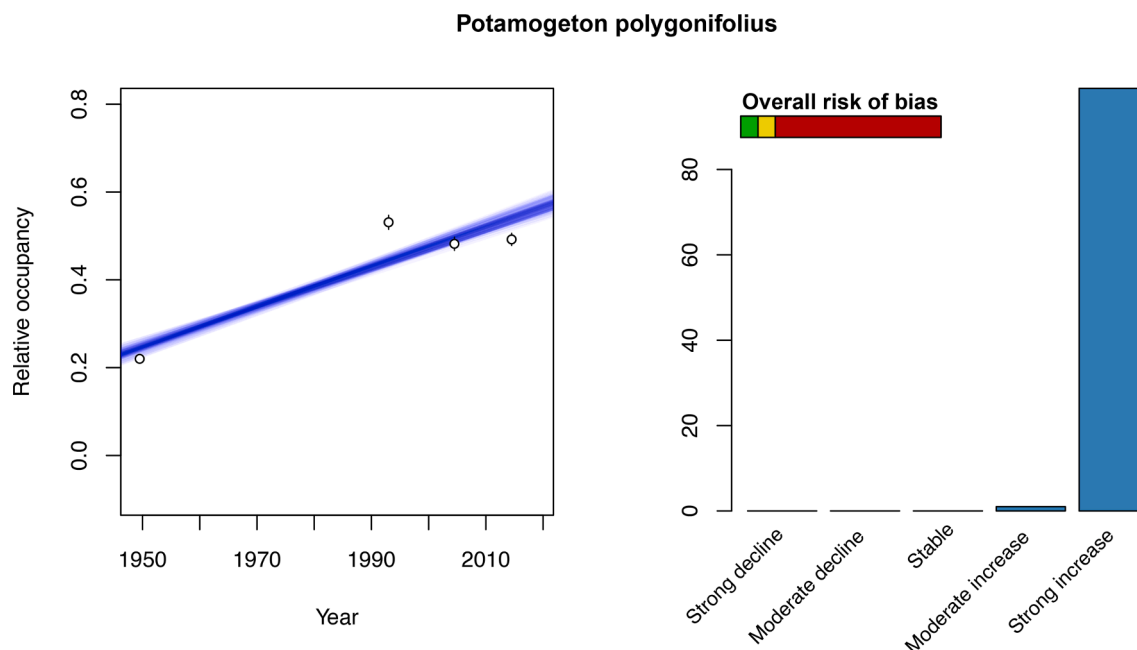 Potamogeton polygonifolius
Relative occupancy
0.8
0.6
0.4
0.2
0.0
1950
1970
1990
2010
Year
Overall risk of bias
80
60
40
20
0
Strong decline
Moderate decline
Stable
Moderate increase
Strong increase